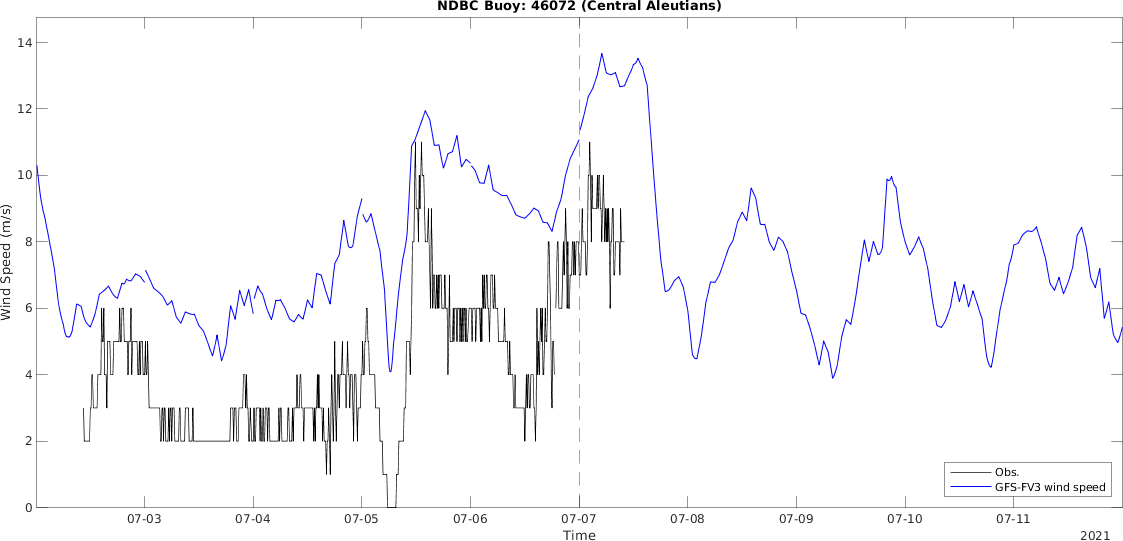 NDBC Buoy: 46072 (Central Aleutians)
Wind Speed (m/s)
14
12
10
8
6
4
2
0
07-03 07-04 07-05 07-06 07-07 07-08 07-09 07-10 07-11
Time
2021
Obs.
GFS-FV3 wind speed